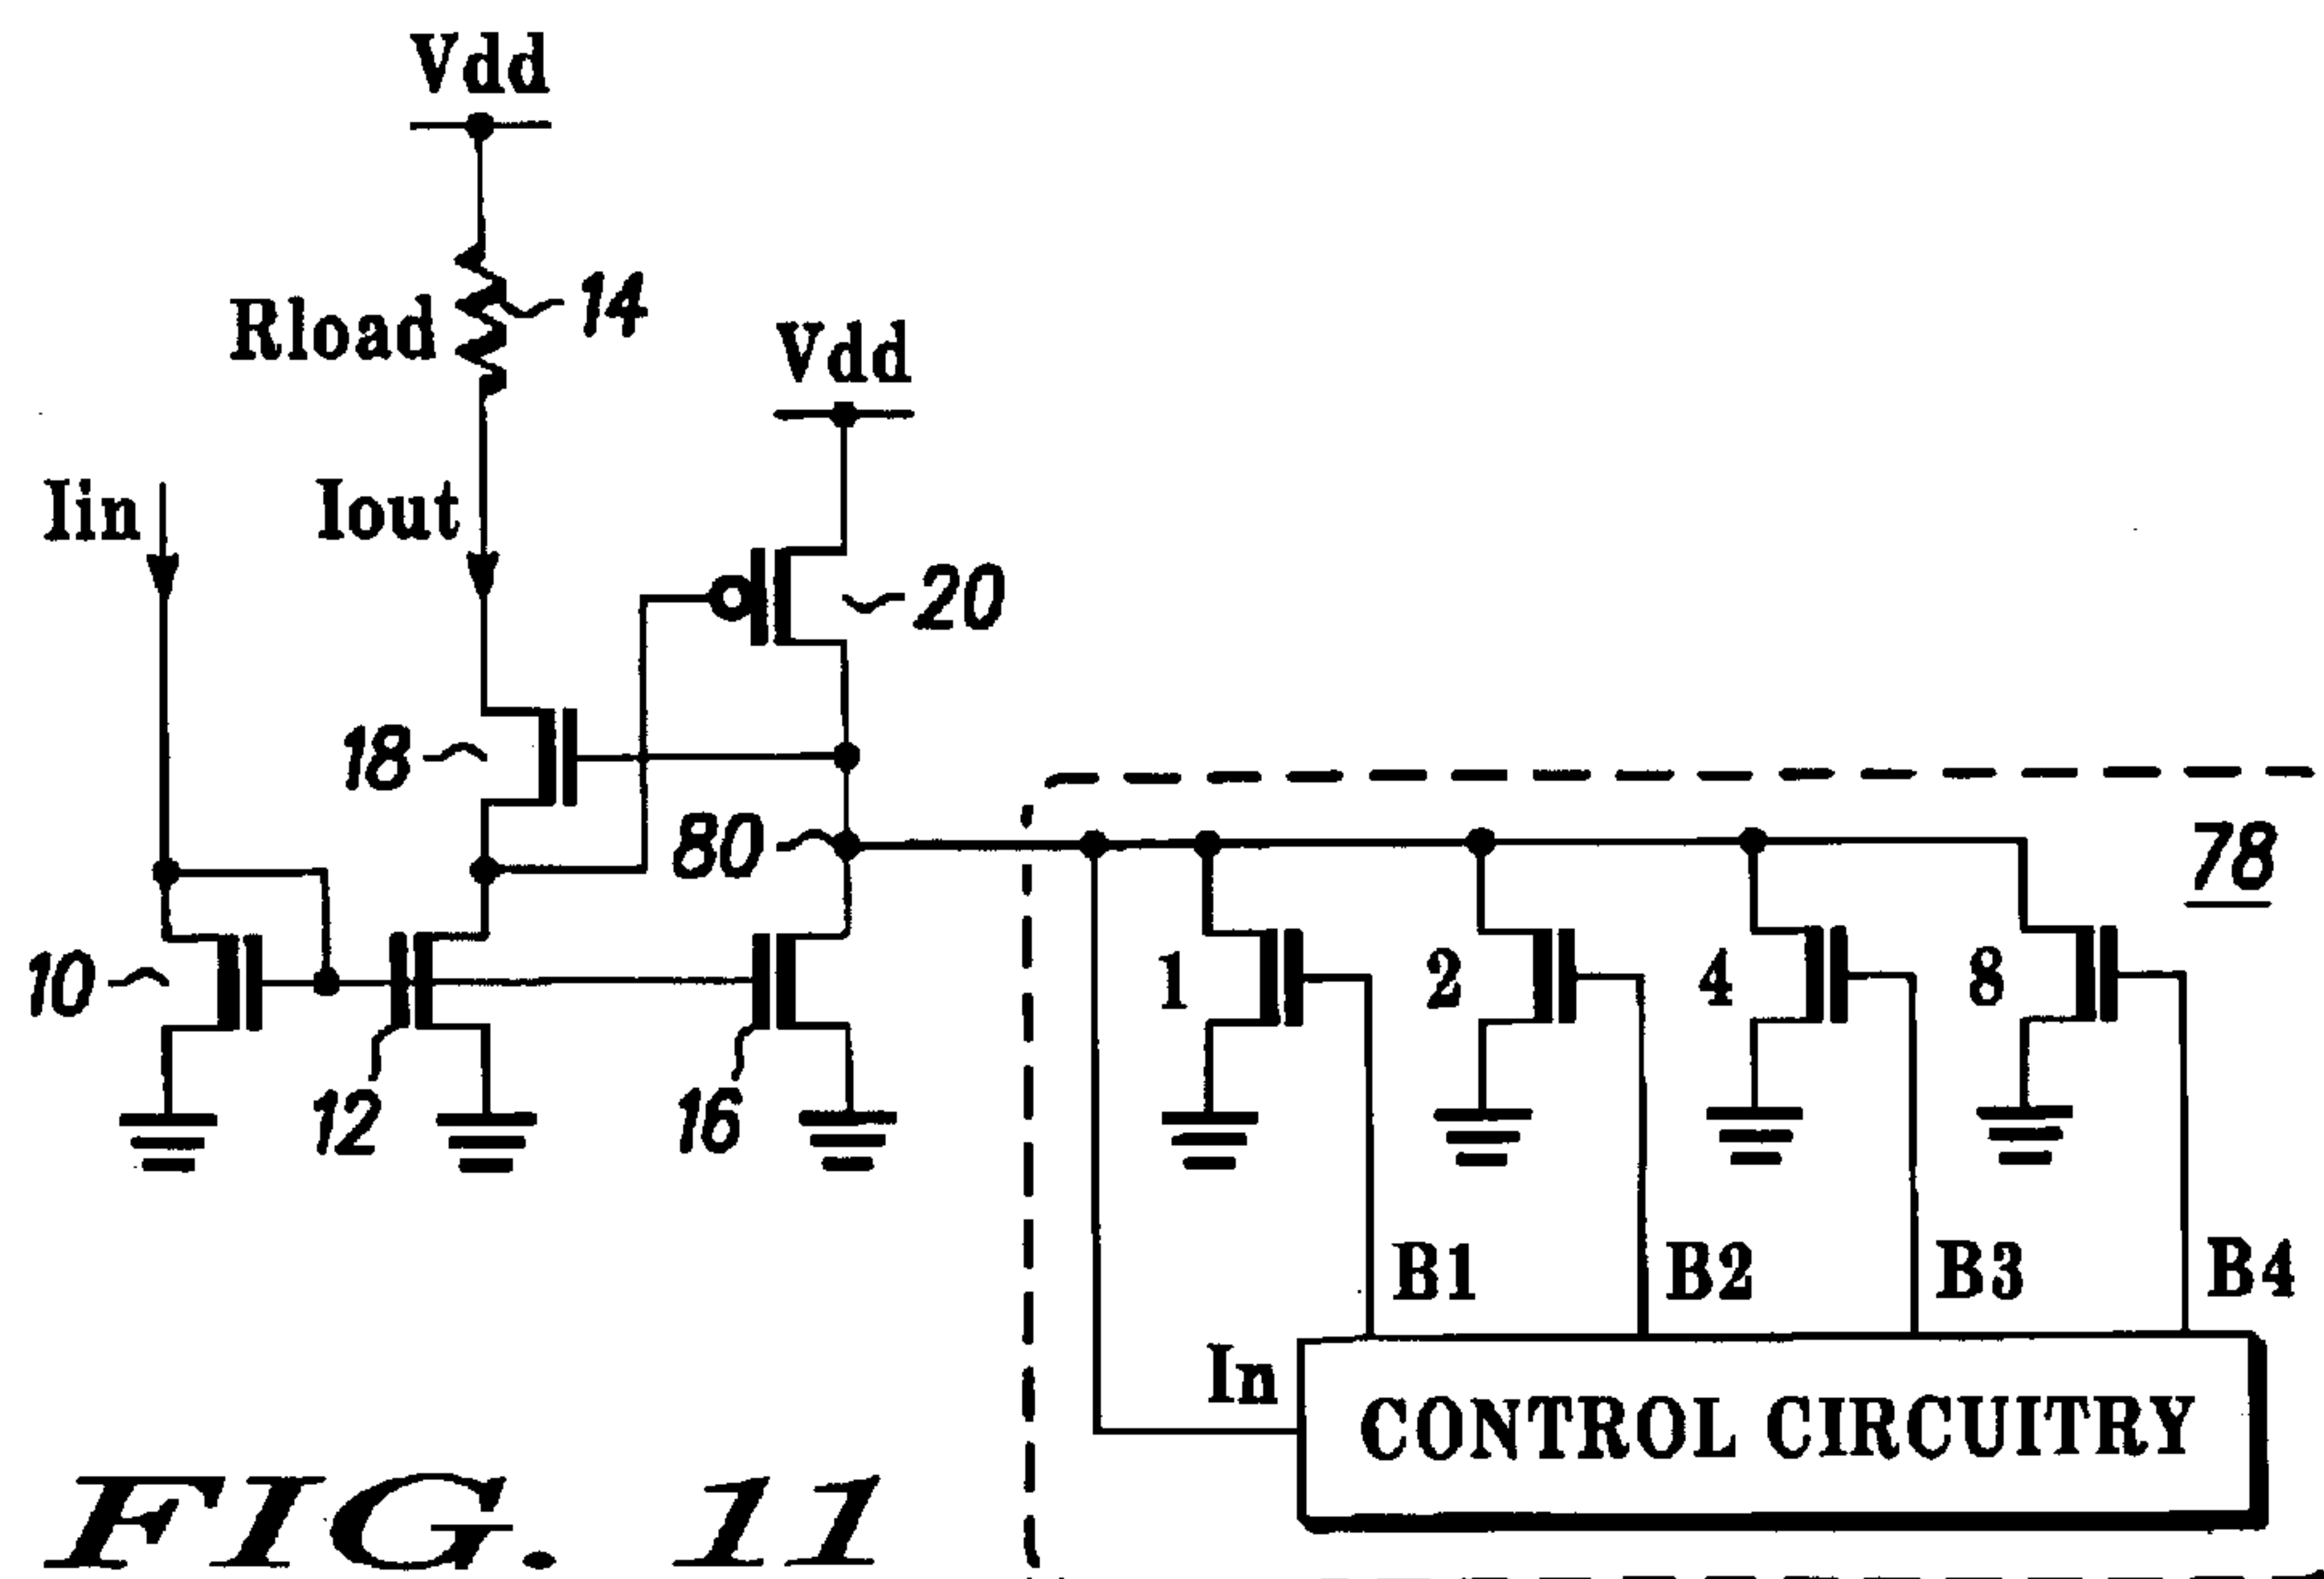 Vdd
Rload
14
Vdd
Iin
Iout
20
18
80
78
10
12
16
1
2
4
8
B1
B2
B3
B4
In
CONTROL CIRCUITRY
FIG. 11